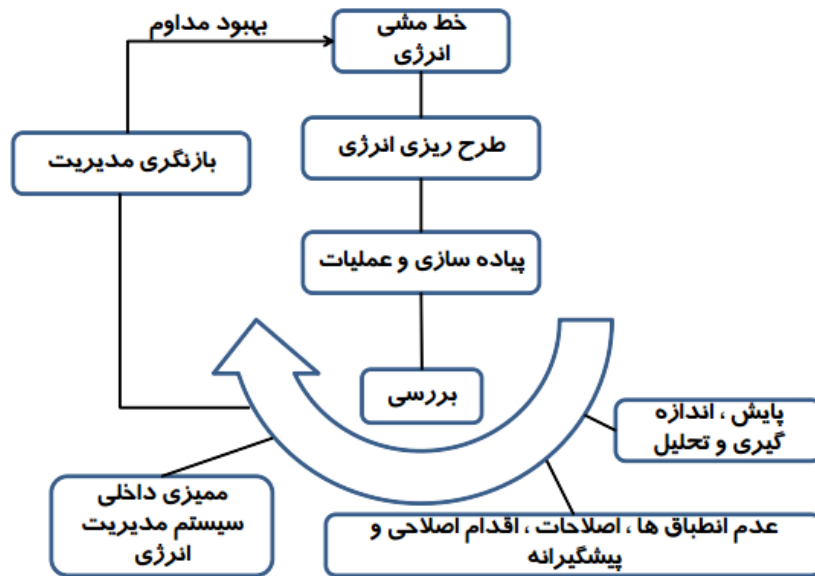 بهبود مداوم
خط مشی
انرژی
طرح ریزی انرژی
بازنگری مدیریت
پیاده سازی و عملیات
بررسی
پایش ، اندازه
گیری و تحلیل
ممیزی داخلی
سیستم مدیریت
انرژی
عدم انطباق ها ، اصلاحات ، اقدام اصلاحی و
پیشگیرانه